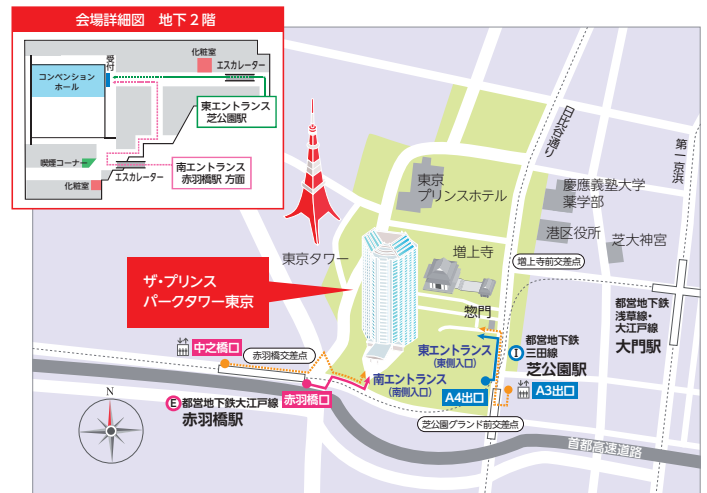 会場詳細図 地下2階
化粧室
受付
エスカレーター
コンベンション
ホール
東エントランス
芝公園駅
喫煙コーナー
エスカレーター
南エントランス
赤羽橋駅 方面
化粧室
日比谷通り
第一京浜
東京
プリンスホテル
慶應義塾大学
薬学部
港区役所
芝大神宮
東京タワー
増上寺
増上寺前交差点
ザ・プリンス
パークタワー東京
惣門
都営地下鉄
浅草線・
大江戸線
大門駅
都営地下鉄
三田線
I
芝公園駅
東エントランス
(東側入口)
中之橋口
赤羽橋交差点
南エントランス
(南側入口)
A4出口
A3出口
E
都営地下鉄大江戸線
赤羽橋口
赤羽橋駅
芝公園グランド前交差点
首都高速道路
N